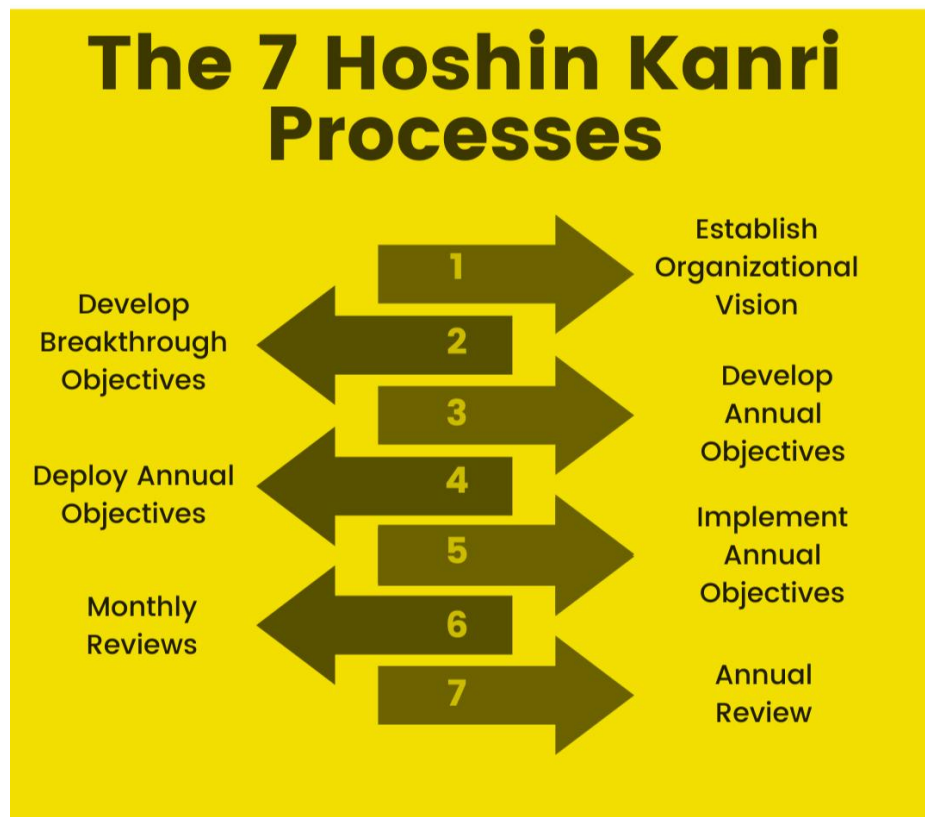 The 7 Hoshin Kanri
Processes
1
Establish
Organizational
Vision
2
Develop
Breakthrough
Objectives
3
Develop
Annual
Objectives
4
Deploy Annual
Objectives
5
Implement
Annual
Objectives
6
Monthly
Reviews
7
Annual
Review